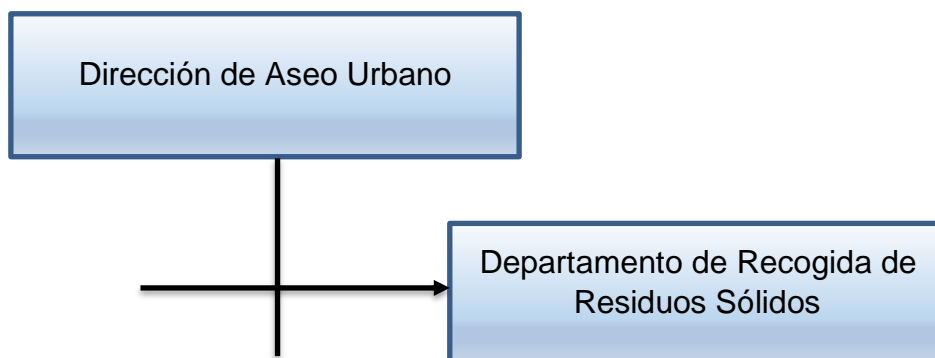 Dirección de Aseo Urbano
Departamento de Recogida de
Residuos Sólidos